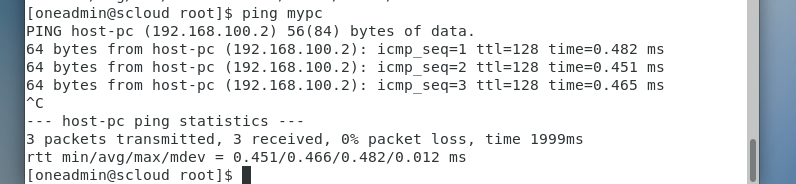 [oneadmin@scloud root]$ ping mypc
PING host-pc (192.168.100.2) 56(84) bytes of data.
64 bytes from host-pc (192.168.100.2): icmp_seq=1 ttl=128 time=0.482 ms
64 bytes from host-pc (192.168.100.2): icmp_seq=2 ttl=128 time=0.451 ms
64 bytes from host-pc (192.168.100.2): icmp_seq=3 ttl=128 time=0.465 ms
^C
--- host-pc ping statistics ---
3 packets transmitted, 3 received, 0% packet loss, time 1999ms
rtt min/avg/max/mdev = 0.451/0.466/0.482/0.012 ms
[oneadmin@scloud root]$